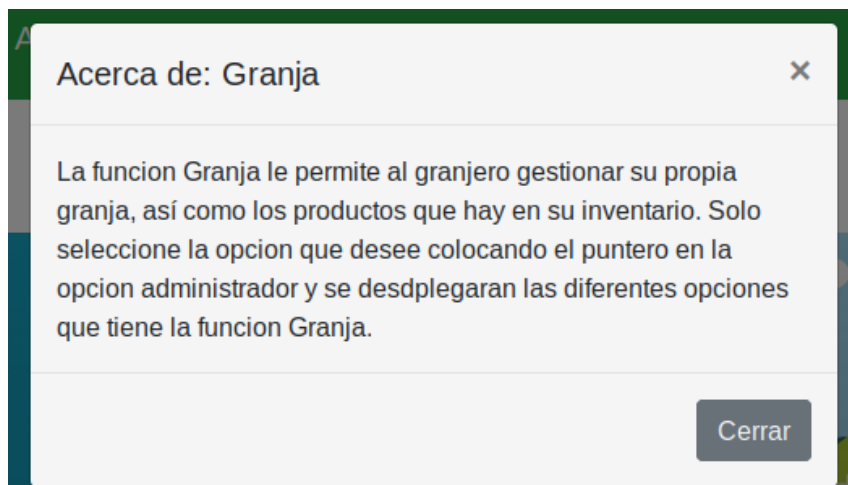 A
Acerca de: Granja
×
La funcion Granja le permite al granjero gestionar su propia
granja, así como los productos que hay en su inventario. Solo
seleccione la opcion que desee colocando el puntero en la
opcion administrador y se desdplegaran las diferentes opciones
que tiene la funcion Granja.
Cerrar